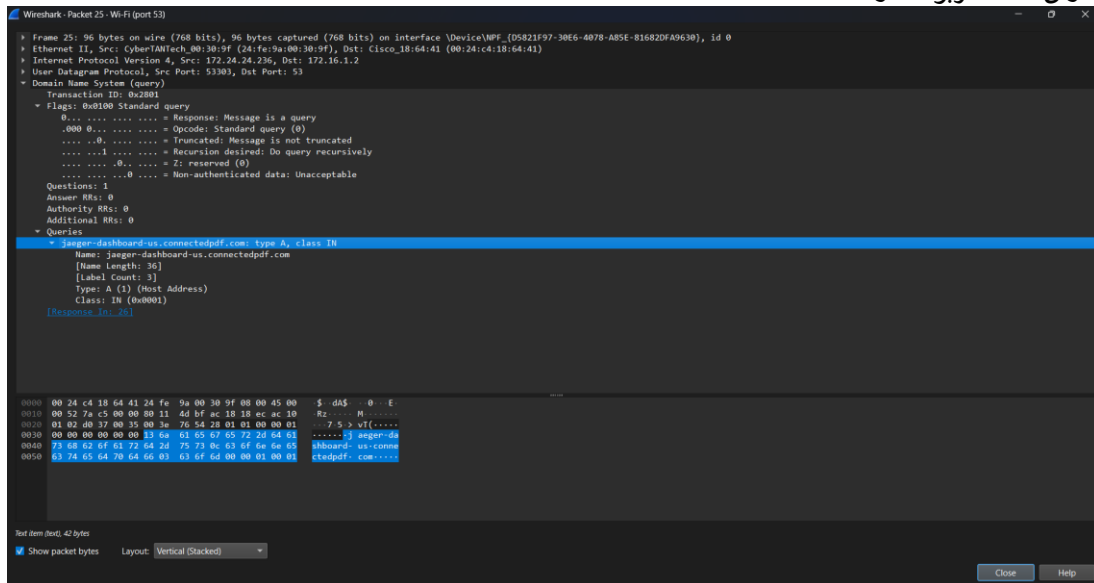 Wireshark · Packet 25 · Wi-Fi (port 53)
Frame 25: 96 bytes on wire (768 bits), 96 bytes captured (768 bits) on interface \Device\NPF_{D5821F97-30E6-4078-A85E-81682DFA9630}, id 0
Ethernet II, Src: CyberTANTech_00:30:9f (24:fe:9a:00:30:9f), Dst: Cisco_18:64:41 (00:24:c4:18:64:41)
Internet Protocol Version 4, Src: 172.24.24.236, Dst: 172.16.1.2
User Datagram Protocol, Src Port: 53303, Dst Port: 53
Domain Name System (query)
Transaction ID: 0x2801
Flags: 0x0100 Standard query
0... .... .... .... = Response: Message is a query
.000 0... .... .... = Opcode: Standard query (0)
.... ..0. .... .... = Truncated: Message is not truncated
.... ...1 .... .... = Recursion desired: Do query recursively
.... .... .0.. .... = Z: reserved (0)
.... .... ...0 .... = Non-authenticated data: Unacceptable
Questions: 1
Answer RRs: 0
Authority RRs: 0
Additional RRs: 0
Queries
jaeger-dashboard-us.connectedpdf.com: type A, class IN
Name: jaeger-dashboard-us.connectedpdf.com
[Name Length: 36]
[Label Count: 3]
Type: A (1) (Host Address)
Class: IN (0x0001)
[Response In: 26]
0000 00 24 c4 18 64 41 24 fe 9a 00 30 9f 08 00 45 00 ·$··dA$· ··0···E·
0010 00 52 7a c5 00 00 80 11 4d bf ac 18 18 ec ac 10 ·Rz····· M·······
0020 01 02 d0 37 00 35 00 3e 76 54 28 01 01 00 00 01 ···7·5·> vT(·····
0030 00 00 00 00 00 00 13 6a 61 65 67 65 72 2d 64 61 ·······j aeger-da
0040 73 68 62 6f 61 72 64 2d 75 73 0c 63 6f 6e 6e 65 shboard- us·conne
0050 63 74 65 64 70 64 66 03 63 6f 6d 00 00 01 00 01 ctedpdf· com·····
Text item (text), 42 bytes
Show packet bytes Layout: Vertical (Stacked)
Close Help